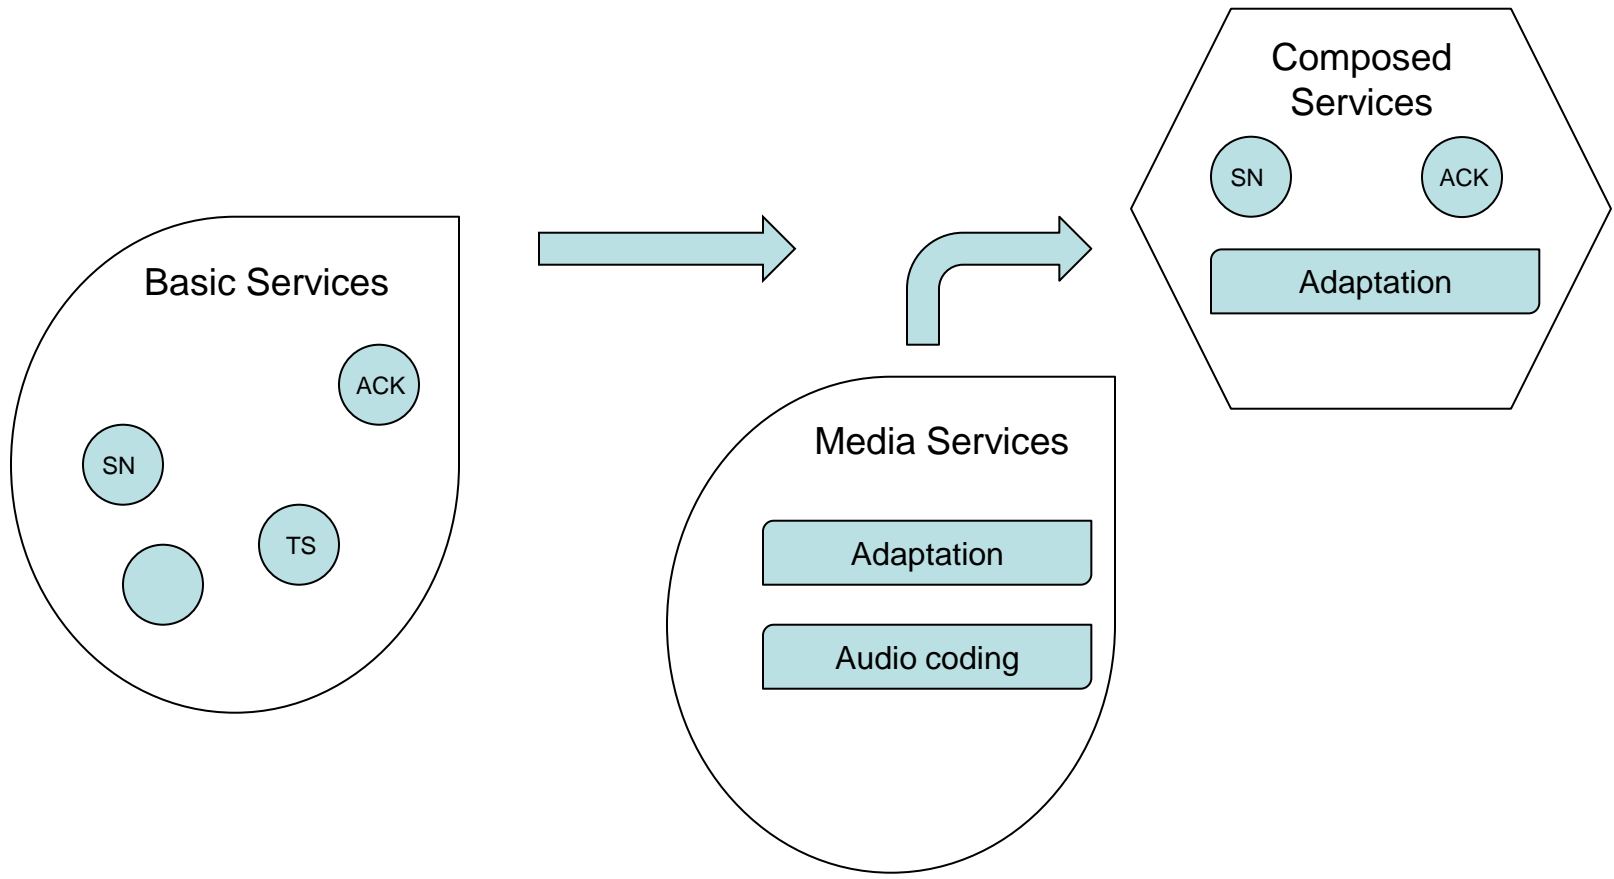 Composed
Services
SN
ACK
Adaptation
Basic Services
ACK
SN
TS
Media Services
Adaptation
Audio coding